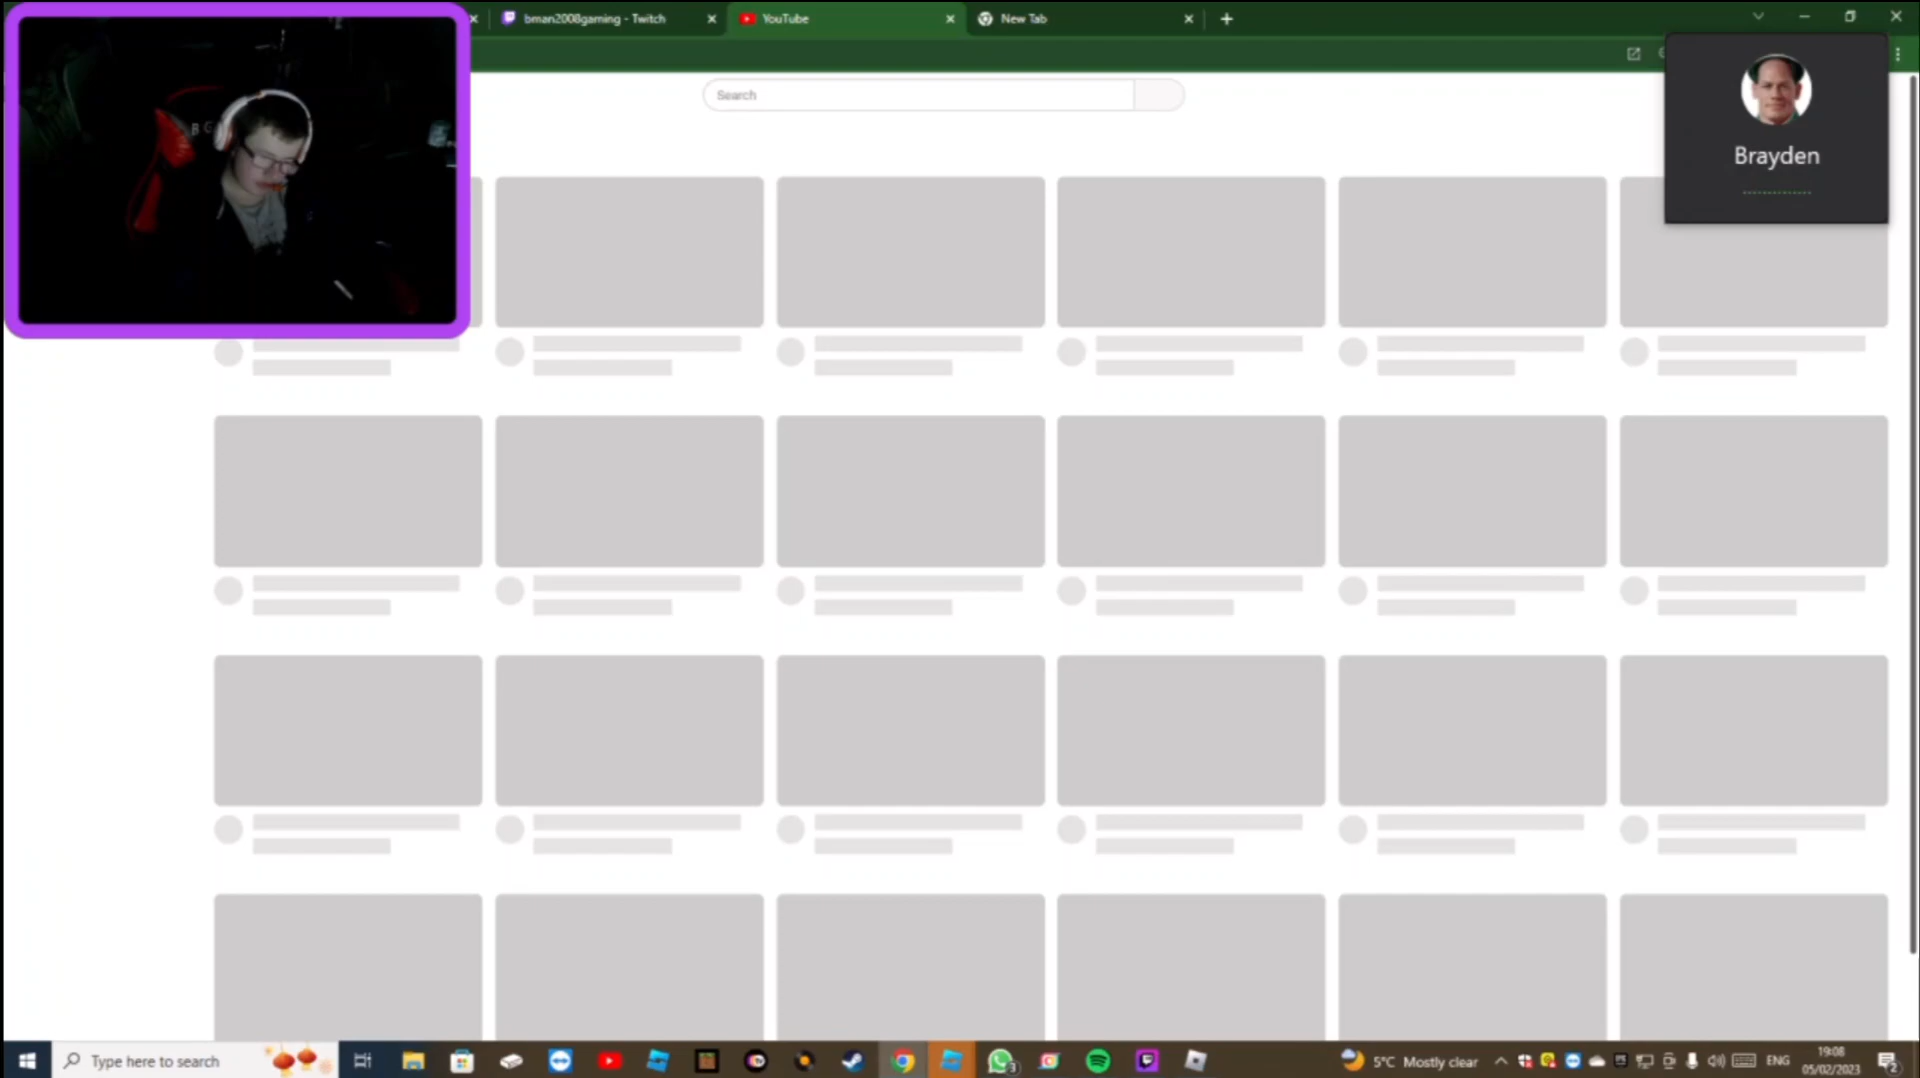 bman2008gaming - Twitch
YouTube
New Tab
Search
Brayden
Type here to search
5°C Mostly clear
ENG
19:08
05/02/2023